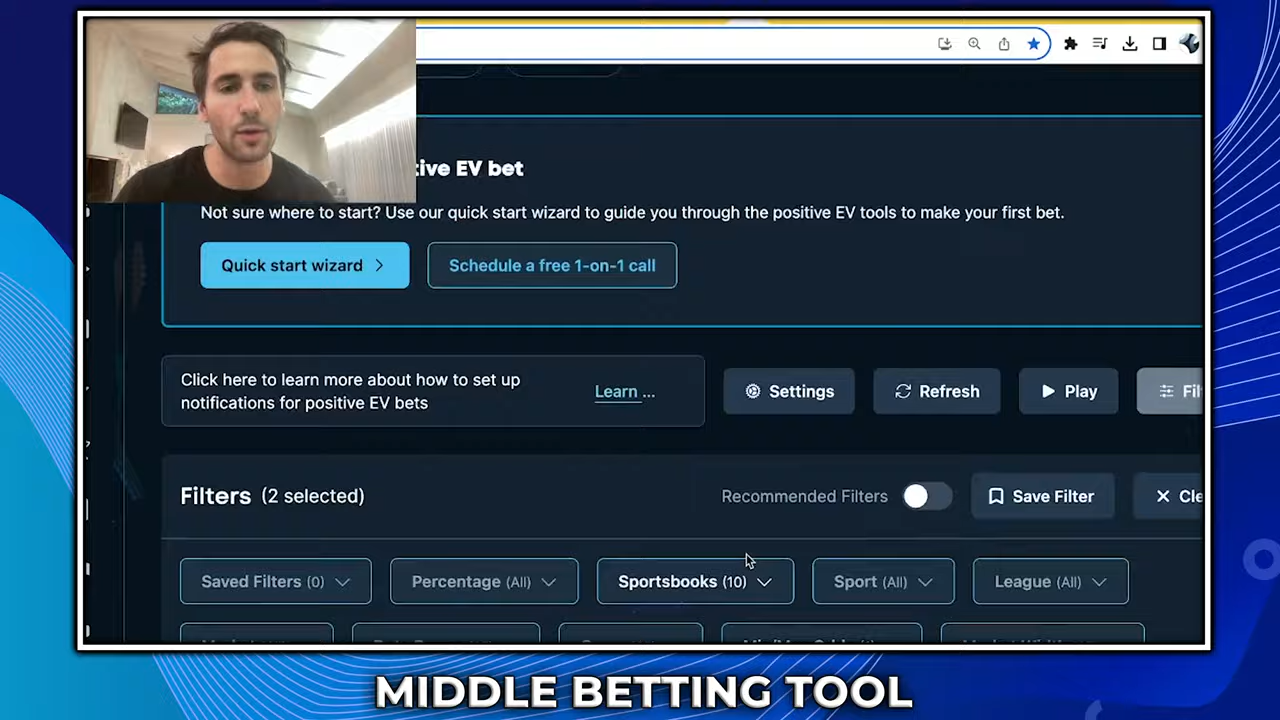 tive EV bet
Not sure where to start? Use our quick start wizard to guide you through the positive EV tools to make your first bet.
Quick start wizard
Schedule a free 1-on-1 call
Click here to learn more about how to set up
notifications for positive EV bets
Learn ...
Settings
Refresh
Play
Fil
Filters (2 selected)
Recommended Filters
Save Filter
Cle
Saved Filters (0)
Percentage (All)
Sportsbooks (10)
Sport (All)
League (All)
MIDDLE BETTING TOOL